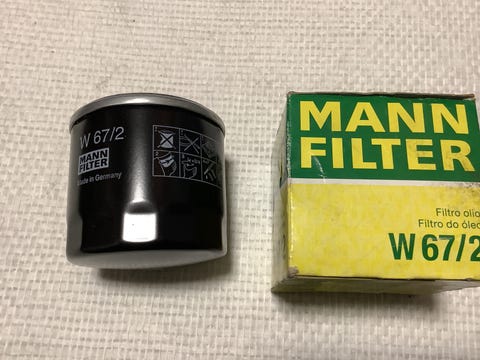 W 67/2
MANN
FILTER
Made in Germany
MANN
FILTER
Filtro olio
Filtro do óleo
W 67/2